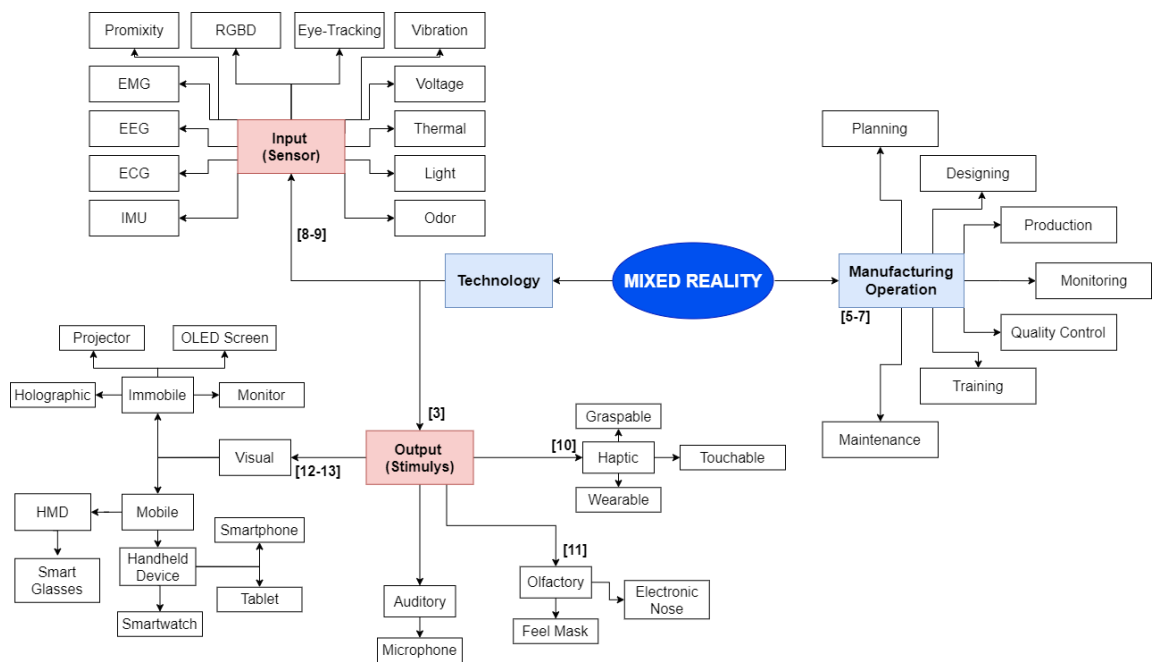 Promixity
RGBD
Eye-Tracking
Vibration
EMG
Voltage
EEG
Input
(Sensor)
Thermal
ECG
Light
IMU
Odor
[8-9]
Technology
MIXED REALITY
Manufacturing
Operation
[5-7]
Planning
Designing
Production
Monitoring
Quality Control
Training
Maintenance
Projector
OLED Screen
Holographic
Immobile
Monitor
[3]
Output
(Stimulys)
[12-13]
Visual
[10]
Graspable
Haptic
Touchable
Wearable
HMD
Mobile
Smart
Glasses
Handheld
Device
Smartphone
Tablet
Smartwatch
Auditory
Microphone
[11]
Olfactory
Electronic
Nose
Feel Mask